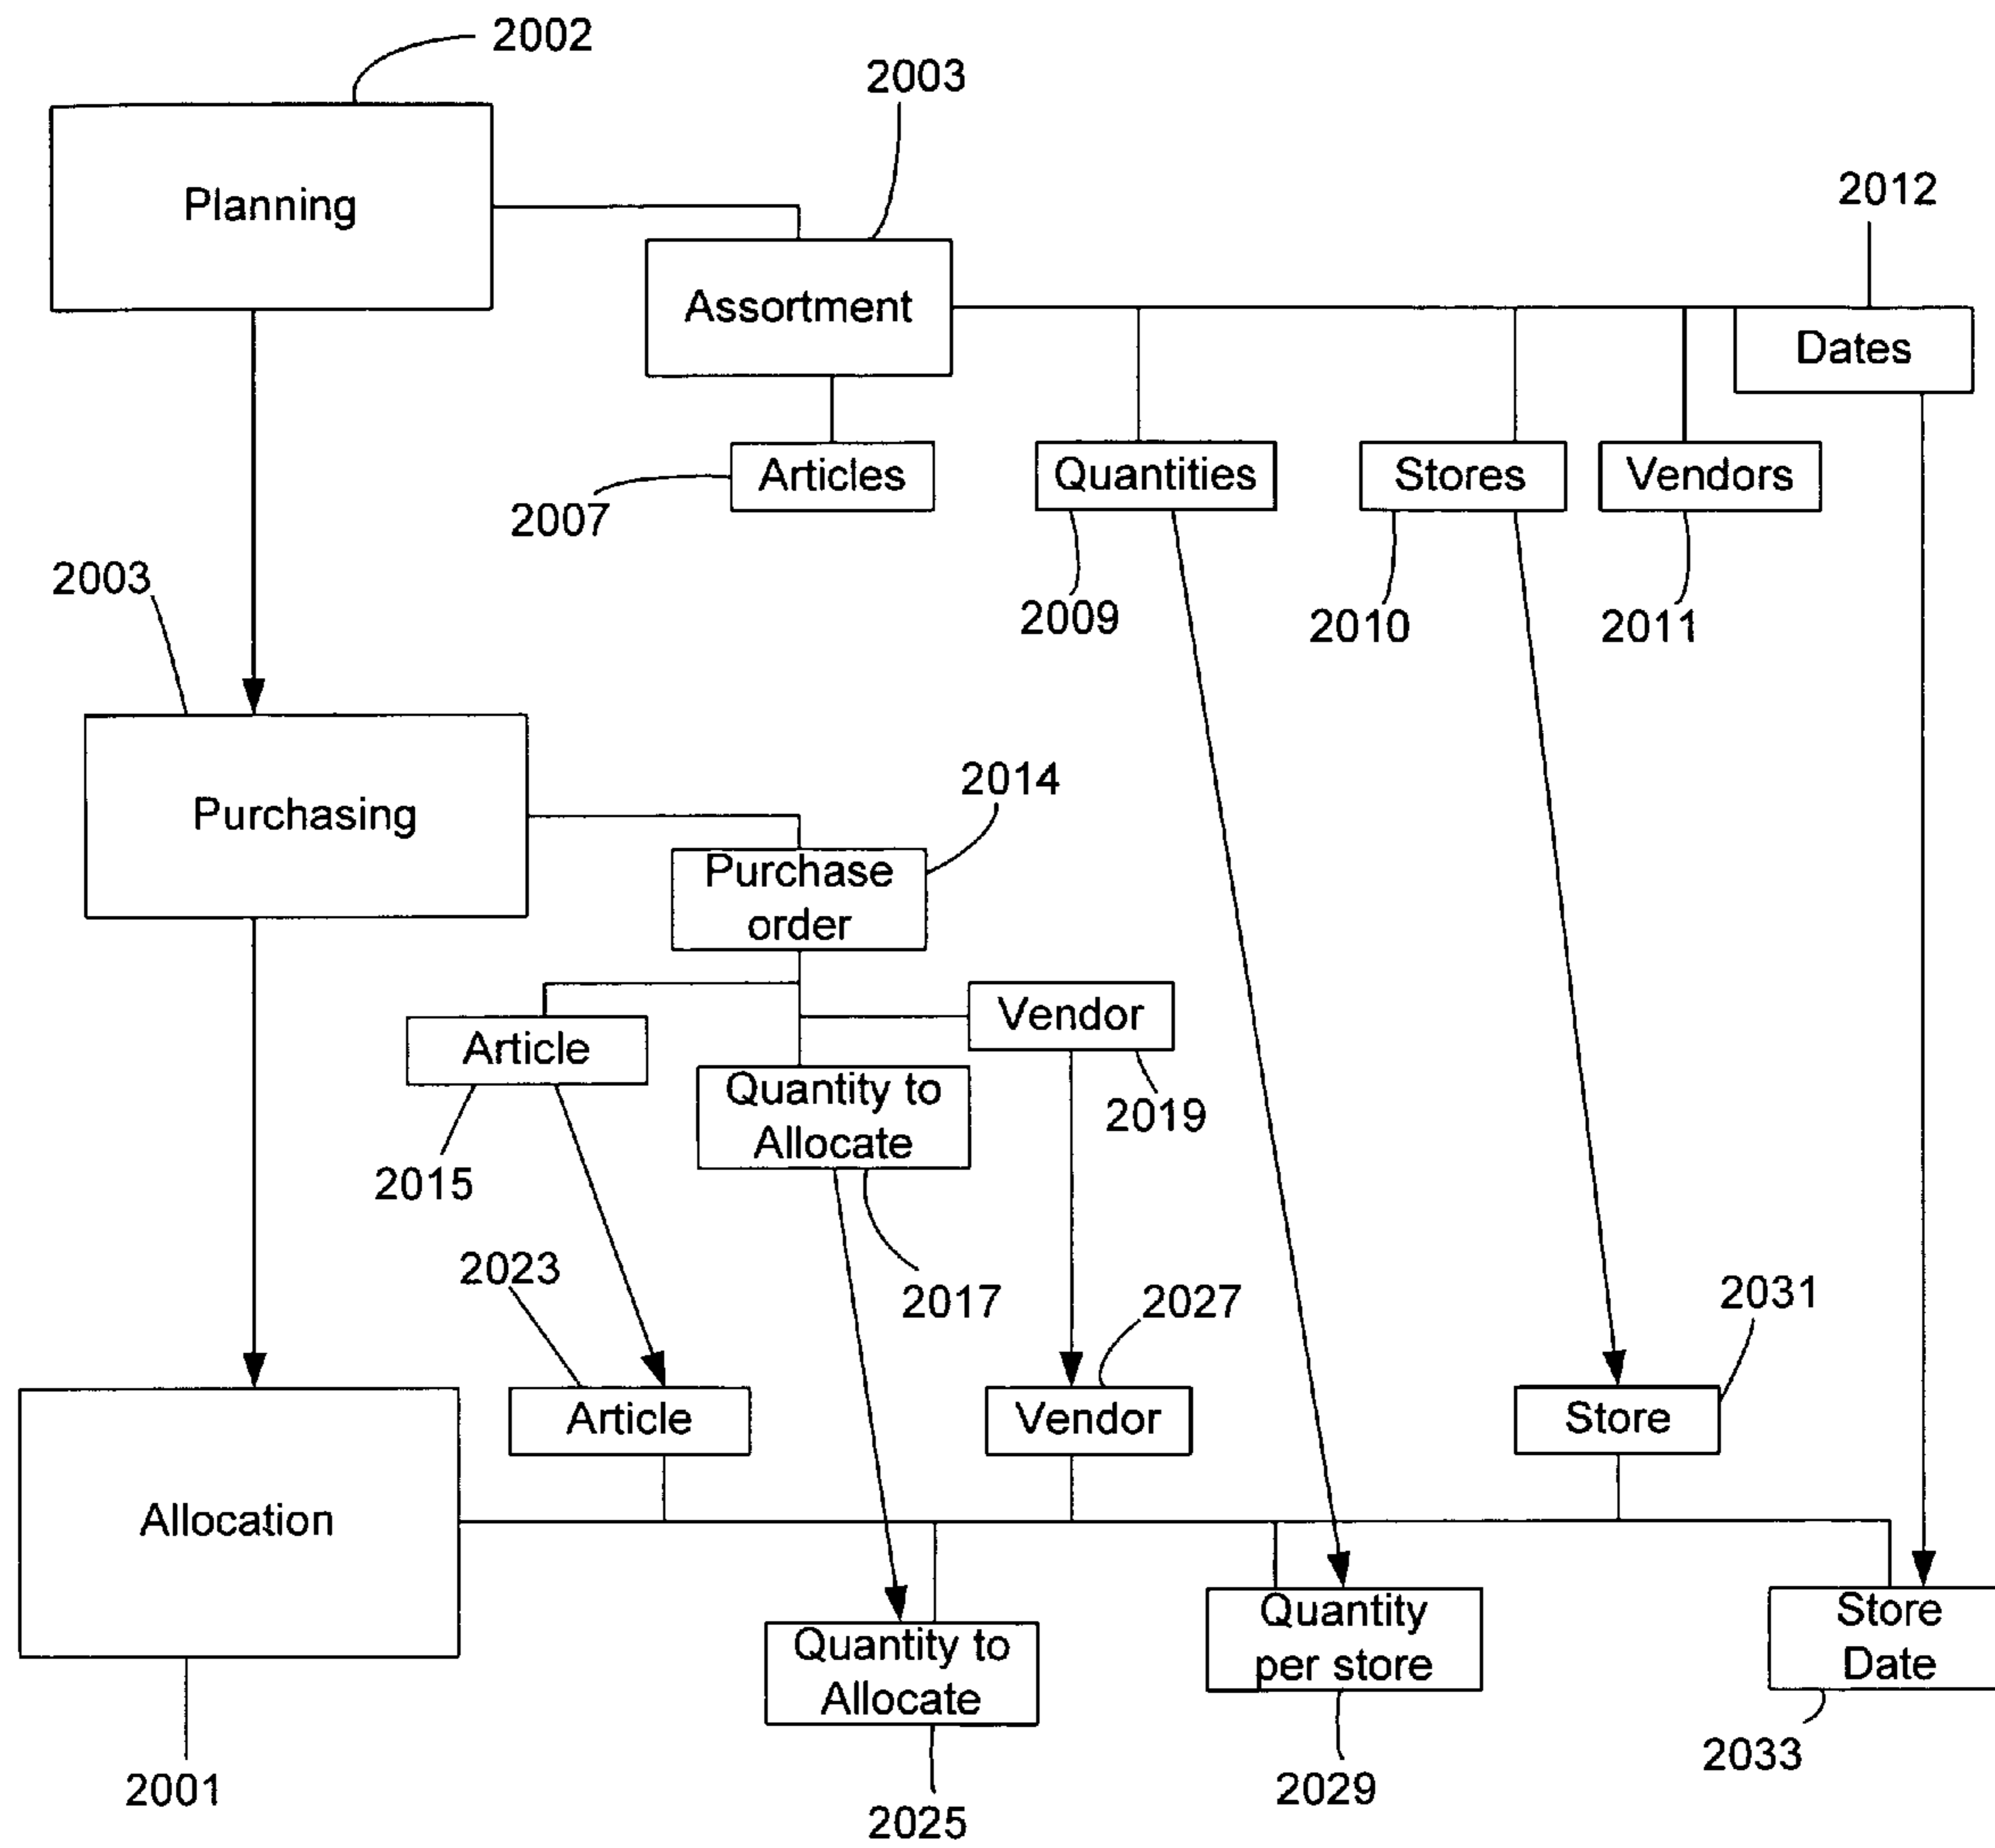 2002
2003
2012
Planning
Assortment
Dates
Articles
Quantities
Stores
Vendors
2007
2003
2009
2010
2011
2014
Purchasing
Purchase
order
Vendor
Article
Quantity to
Allocate
2019
2015
2023
2017
2027
2031
Article
Vendor
Store
Allocation
Quantity to
Allocate
Quantity
per store
Store
Date
2001
2025
2029
2033